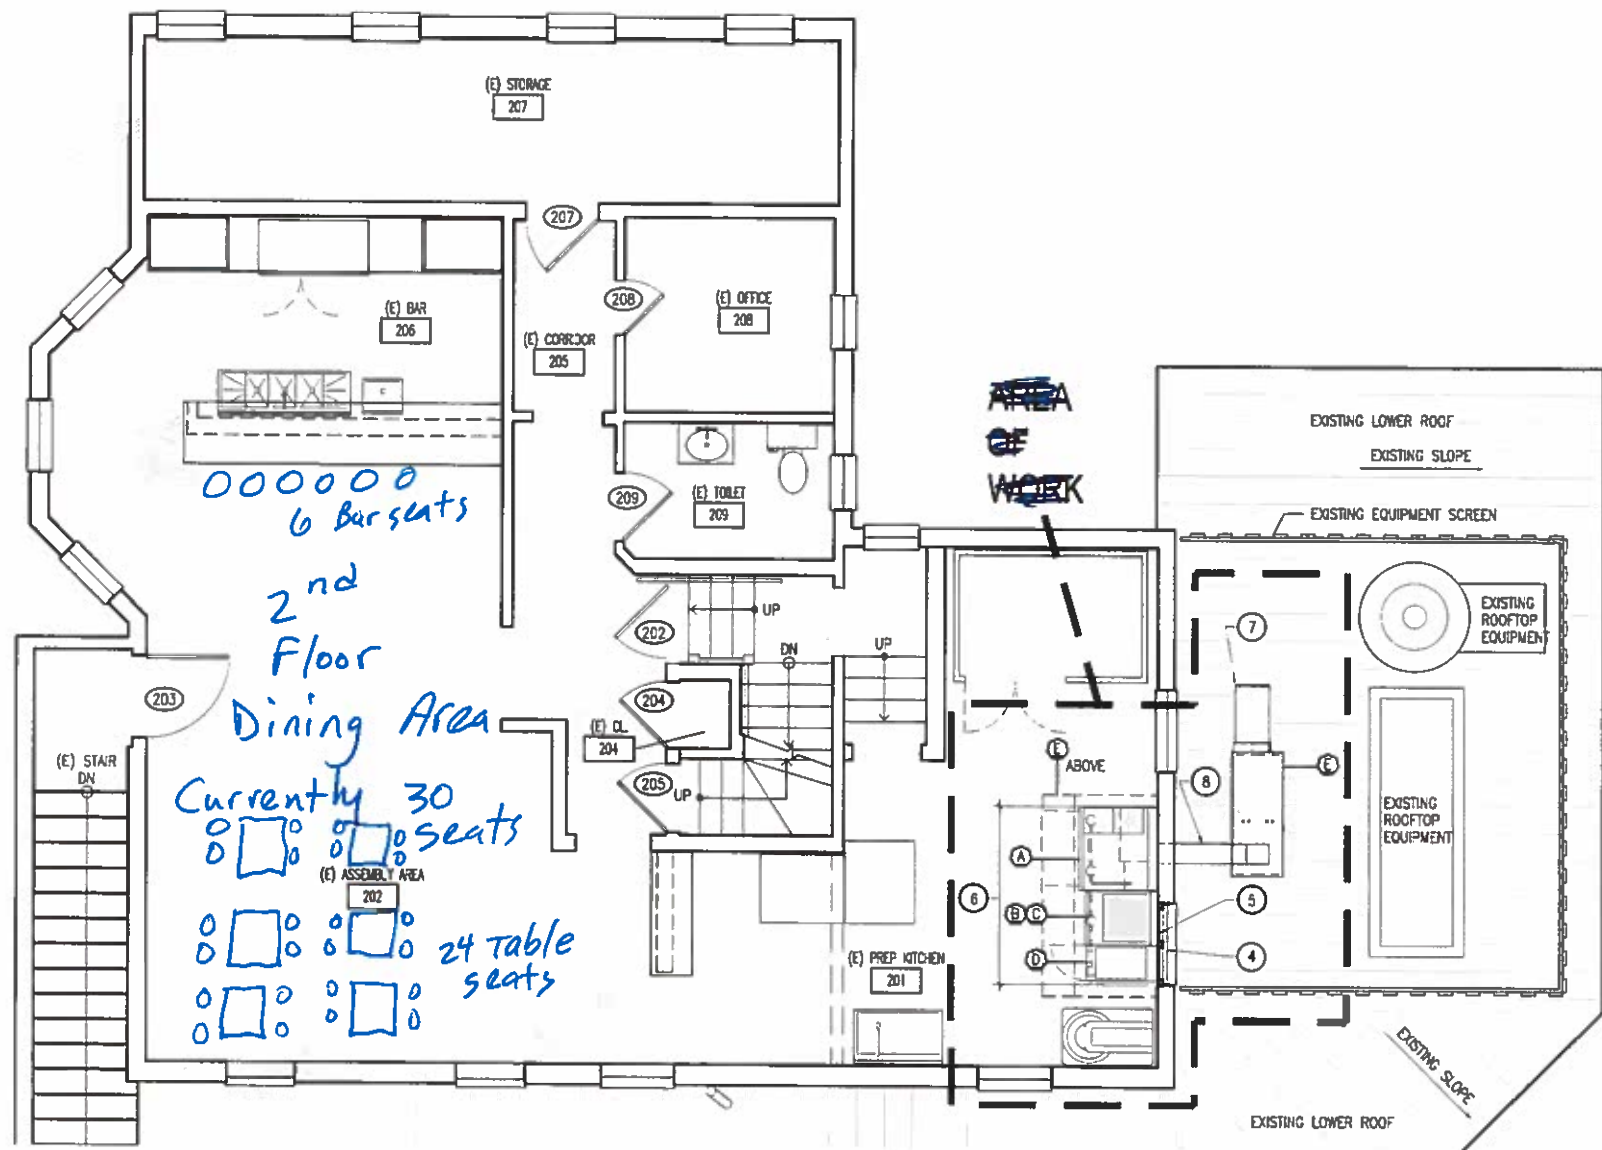 (E) STORAGE
207
207
(E) BAR
206
208
(E) OFFICE
208
(E) CORRIDOR
205
AREA
OF
WORK
EXISTING LOWER ROOF
EXISTING SLOPE
209
(E) TOILET
209
EXISTING EQUIPMENT SCREEN
6 Bar seats
2nd
Floor
Dining Area
UP
202
DN
UP
7
EXISTING
ROOFTOP
EQUIPMENT
203
204
(E) CL.
204
(E) STAIR
DN
205
UP
E
ABOVE
8
E
Currently 30
seats
EXISTING
ROOFTOP
EQUIPMENT
A
(E) ASSEMBLY AREA
202
6
B C
5
24 Table
seats
D
4
(E) PREP KITCHEN
201
EXISTING SLOPE
EXISTING LOWER ROOF